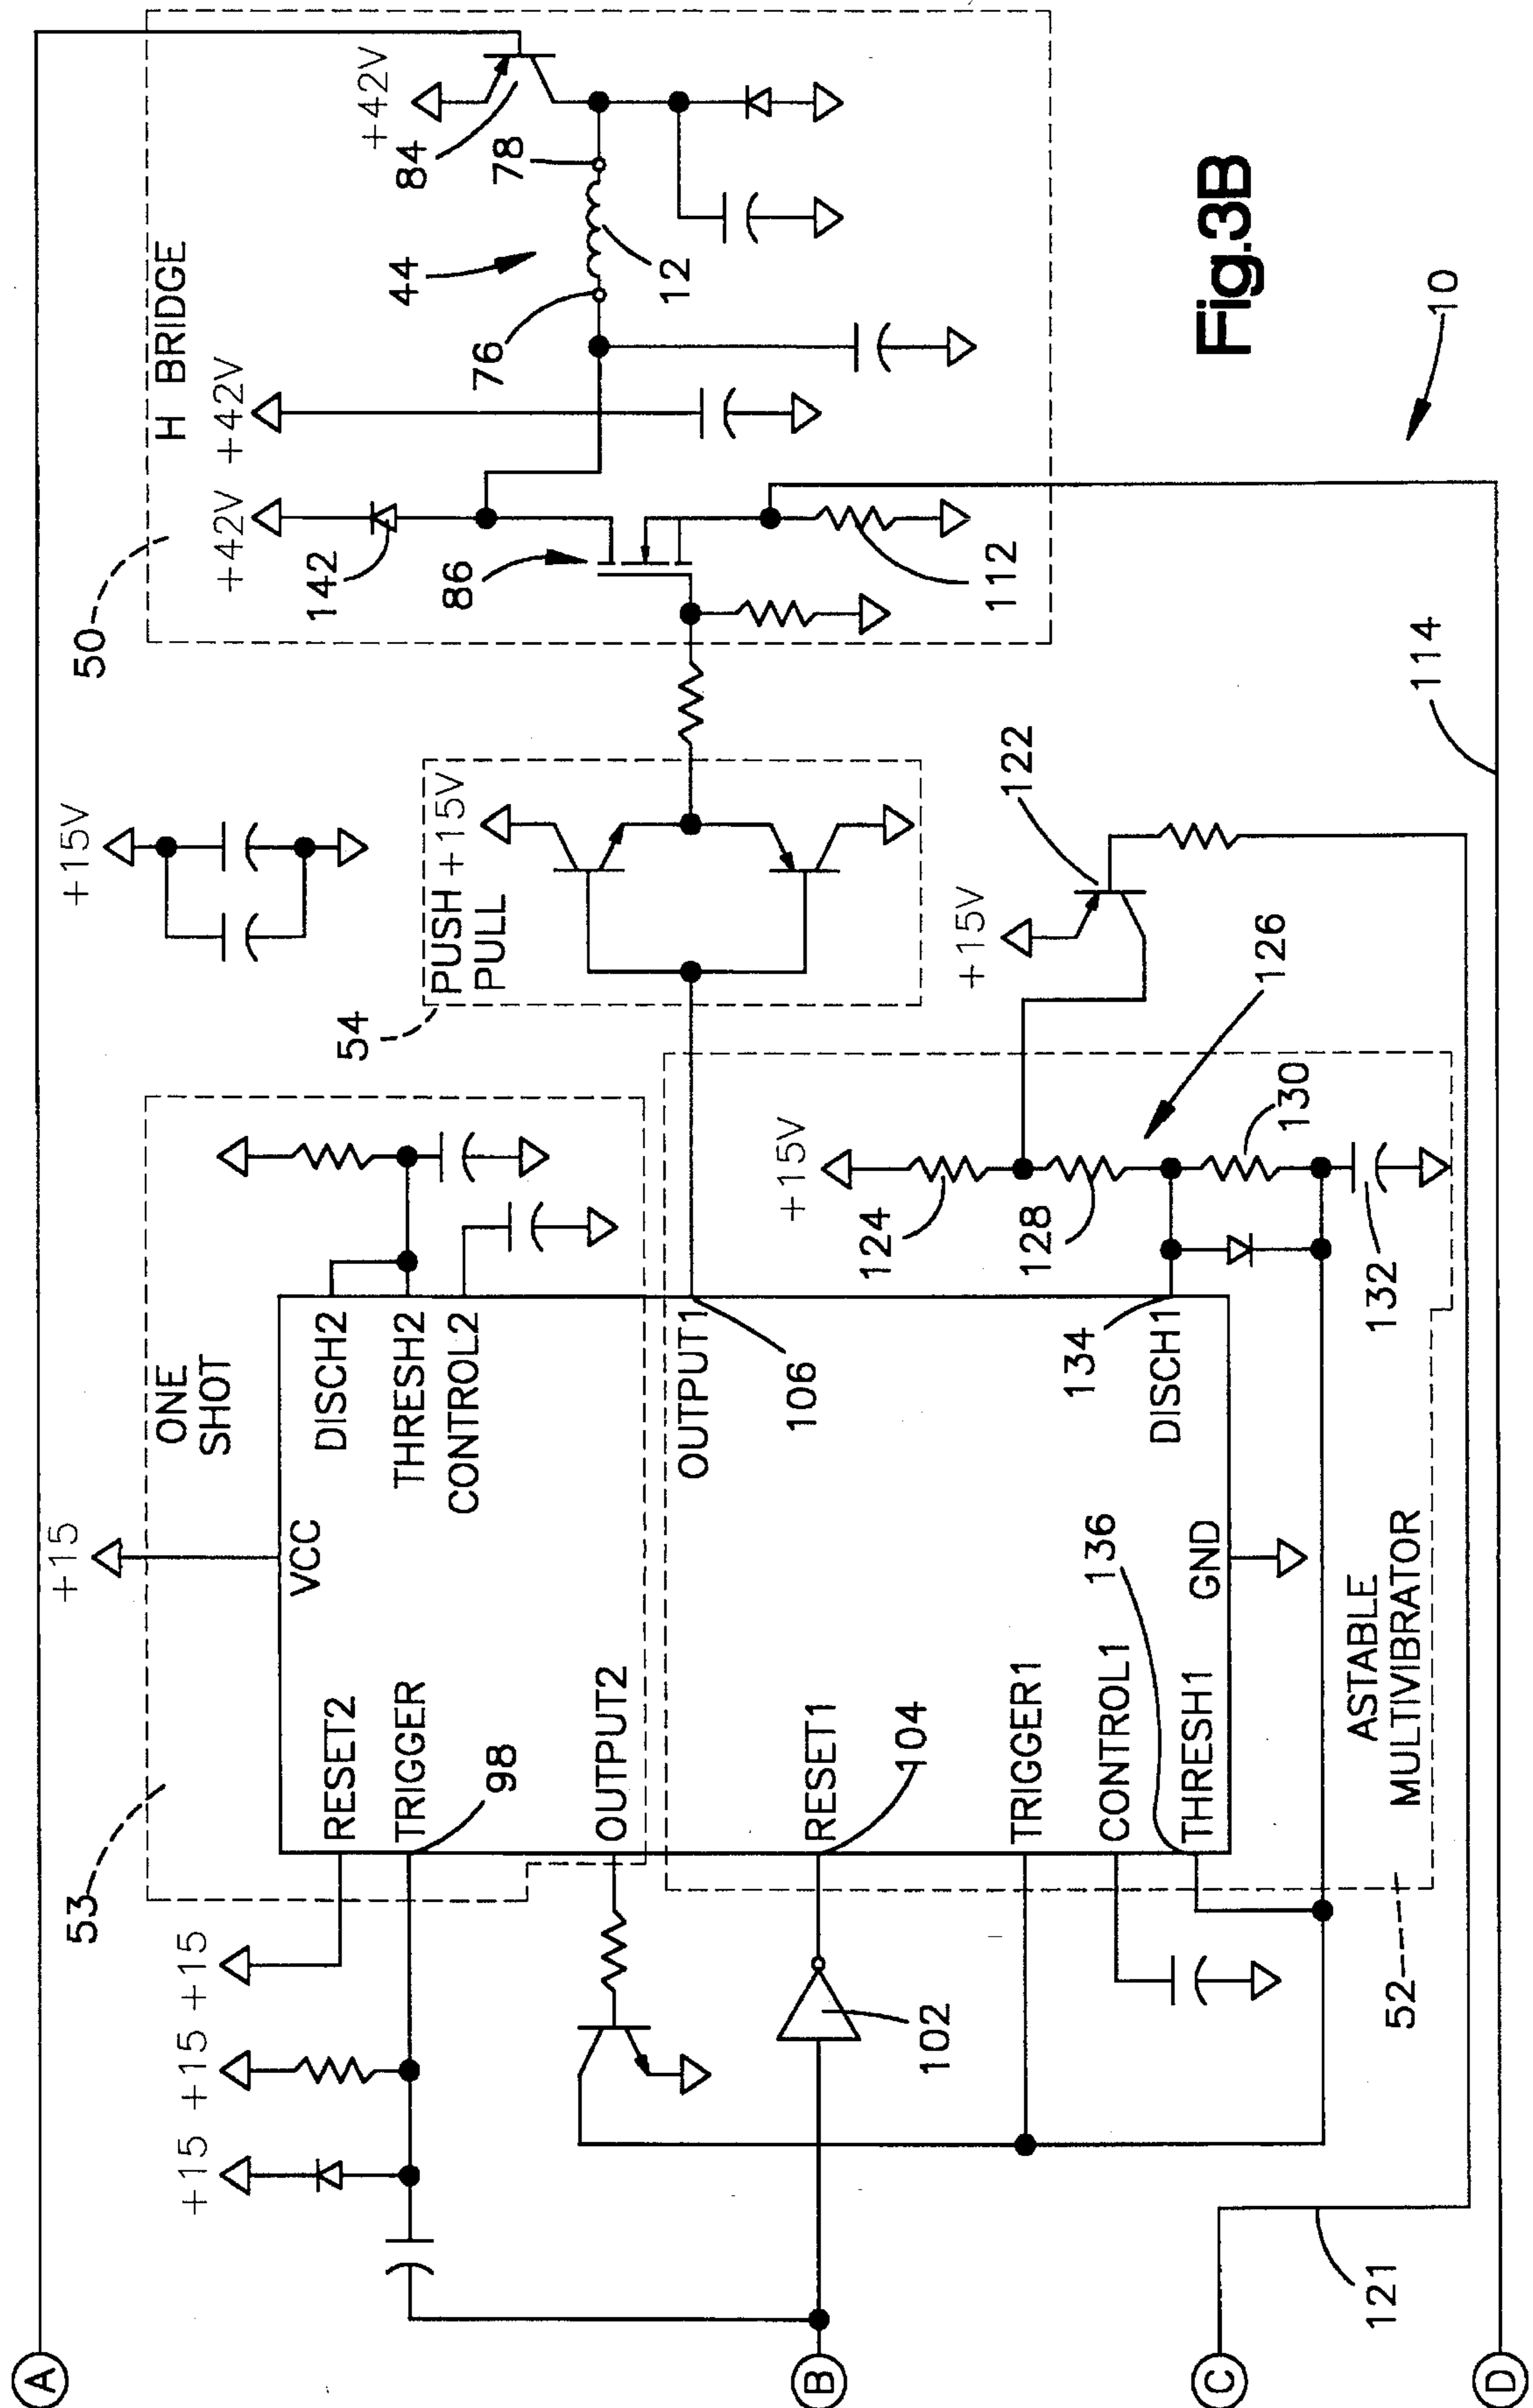 A
+15
+15V
50
H BRIDGE
+42V
+42V
+42V
142
84
78
44
76
12
86
112
53
+15
+15
+15
ONE
SHOT
VCC
RESET2
TRIGGER
98
OUTPUT2
DISCH2
THRESH2
CONTROL2
54
PUSH
PULL
+15V
OUTPUT1
106
B
102
RESET1
104
TRIGGER1
CONTROL1
THRESH1
136
GND
DISCH1
134
+15V
124
128
130
132
126
+15V
122
ASTABLE
MULTIVIBRATOR
52
C
121
114
D
10
Fig.3B